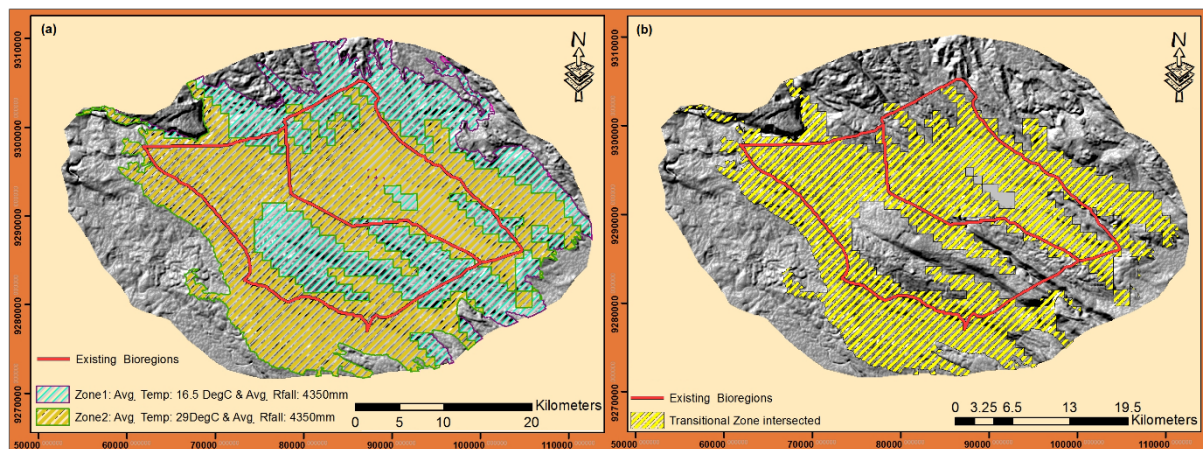 (a)
N
9310000
9300000
9290000
9280000
9270000
Existing Bioregions
Zone1: Avg. Temp: 16.5 DegC & Avg. Rfall: 4350mm
Zone2: Avg. Temp: 29DegC & Avg. Rfall: 4350mm
Kilometers
0 5 10 20
50000 60000 70000 80000 90000 100000 110000
(b)
N
9310000
9300000
9290000
9280000
9270000
Existing Bioregions
Transitional Zone intersected
Kilometers
0 3.25 6.5 13 19.5
50000 60000 70000 80000 90000 100000 110000